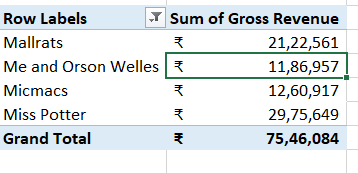 Row Labels Sum of Gross Revenue
Mallrats ₹ 21,22,561
Me and Orson Welles ₹ 11,86,957
Micmacs ₹ 12,60,917
Miss Potter ₹ 29,75,649
Grand Total ₹ 75,46,084